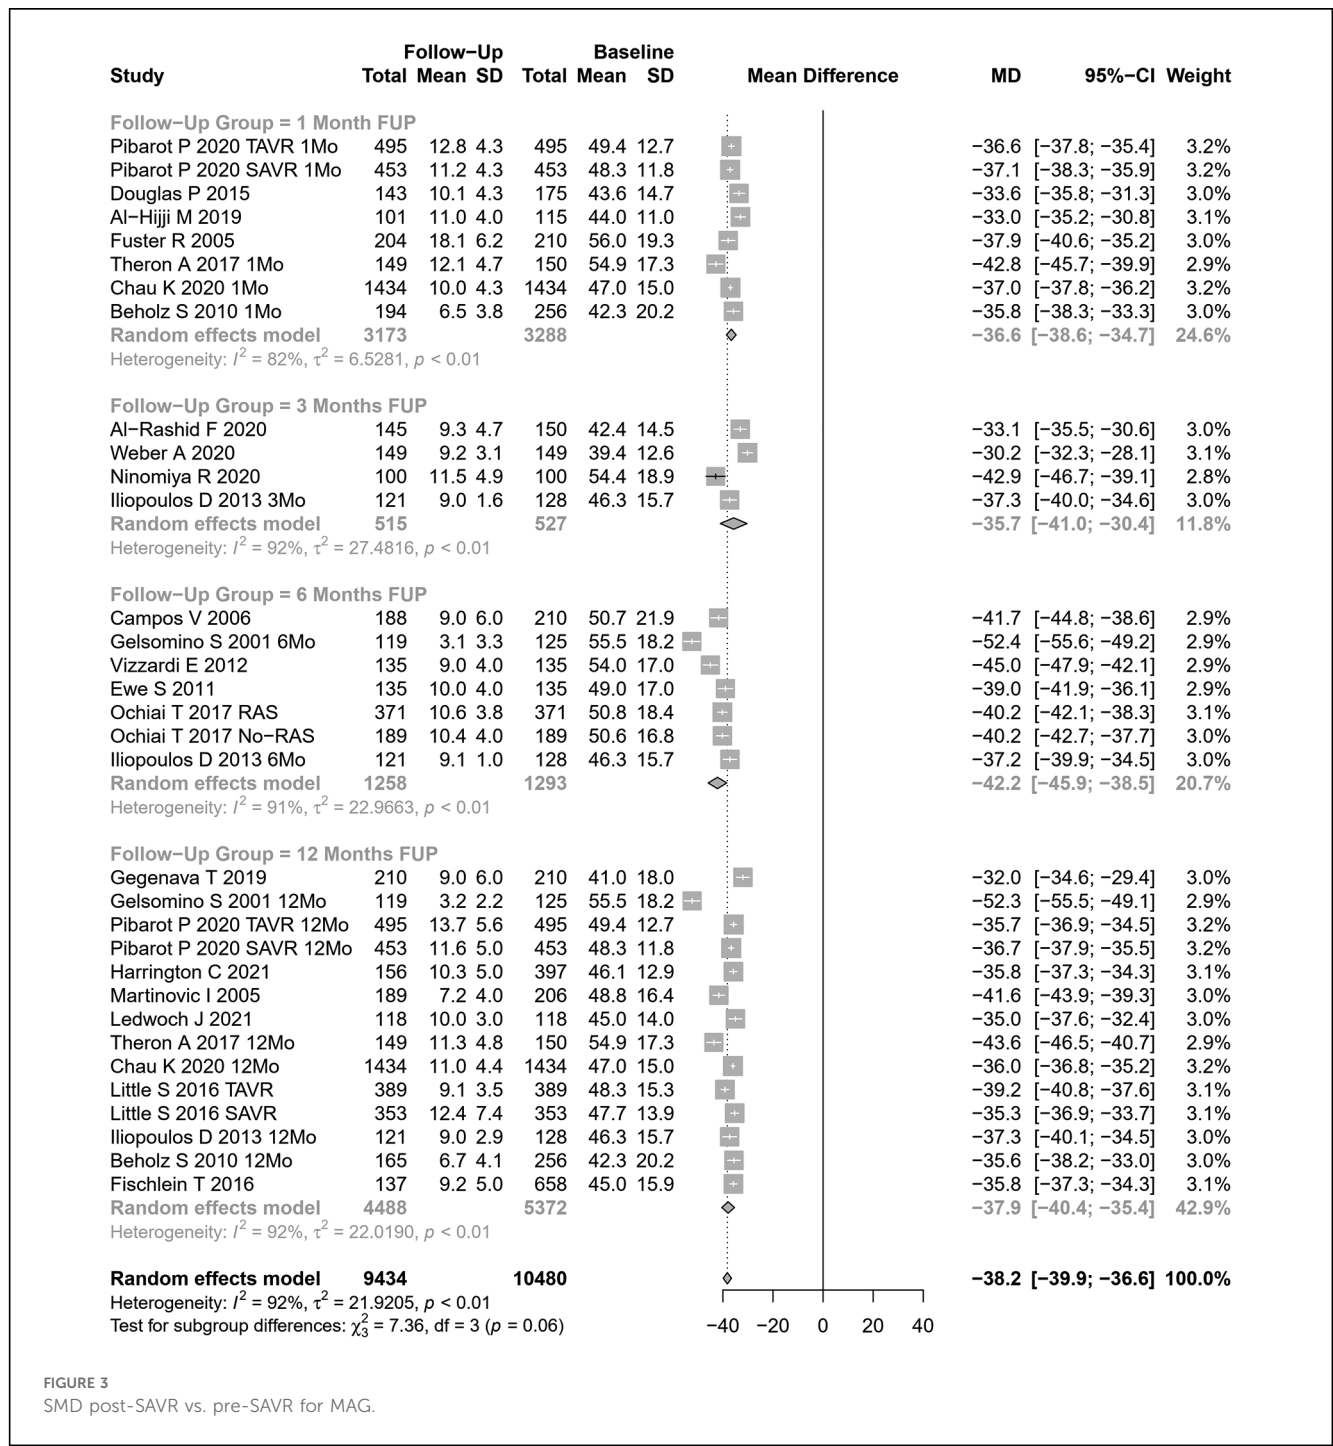 Follow−Up Baseline
Study Total Mean SD Total Mean SD Mean Difference MD 95%−CI Weight
Follow−Up Group = 1 Month FUP
Pibarot P 2020 TAVR 1Mo 495 12.8 4.3 495 49.4 12.7 −36.6 [−37.8; −35.4] 3.2%
Pibarot P 2020 SAVR 1Mo 453 11.2 4.3 453 48.3 11.8 −37.1 [−38.3; −35.9] 3.2%
Douglas P 2015 143 10.1 4.3 175 43.6 14.7 −33.6 [−35.8; −31.3] 3.0%
Al−Hijji M 2019 101 11.0 4.0 115 44.0 11.0 −33.0 [−35.2; −30.8] 3.1%
Fuster R 2005 204 18.1 6.2 210 56.0 19.3 −37.9 [−40.6; −35.2] 3.0%
Theron A 2017 1Mo 149 12.1 4.7 150 54.9 17.3 −42.8 [−45.7; −39.9] 2.9%
Chau K 2020 1Mo 1434 10.0 4.3 1434 47.0 15.0 −37.0 [−37.8; −36.2] 3.2%
Beholz S 2010 1Mo 194 6.5 3.8 256 42.3 20.2 −35.8 [−38.3; −33.3] 3.0%
Random effects model 3173 3288 −36.6 [−38.6; −34.7] 24.6%
Heterogeneity: I² = 82%, τ² = 6.5281, p < 0.01
Follow−Up Group = 3 Months FUP
Al−Rashid F 2020 145 9.3 4.7 150 42.4 14.5 −33.1 [−35.5; −30.6] 3.0%
Weber A 2020 149 9.2 3.1 149 39.4 12.6 −30.2 [−32.3; −28.1] 3.1%
Ninomiya R 2020 100 11.5 4.9 100 54.4 18.9 −42.9 [−46.7; −39.1] 2.8%
Iliopoulos D 2013 3Mo 121 9.0 1.6 128 46.3 15.7 −37.3 [−40.0; −34.6] 3.0%
Random effects model 515 527 −35.7 [−41.0; −30.4] 11.8%
Heterogeneity: I² = 92%, τ² = 27.4816, p < 0.01
Follow−Up Group = 6 Months FUP
Campos V 2006 188 9.0 6.0 210 50.7 21.9 −41.7 [−44.8; −38.6] 2.9%
Gelsomino S 2001 6Mo 119 3.1 3.3 125 55.5 18.2 −52.4 [−55.6; −49.2] 2.9%
Vizzardi E 2012 135 9.0 4.0 135 54.0 17.0 −45.0 [−47.9; −42.1] 2.9%
Ewe S 2011 135 10.0 4.0 135 49.0 17.0 −39.0 [−41.9; −36.1] 2.9%
Ochiai T 2017 RAS 371 10.6 3.8 371 50.8 18.4 −40.2 [−42.1; −38.3] 3.1%
Ochiai T 2017 No−RAS 189 10.4 4.0 189 50.6 16.8 −40.2 [−42.7; −37.7] 3.0%
Iliopoulos D 2013 6Mo 121 9.1 1.0 128 46.3 15.7 −37.2 [−39.9; −34.5] 3.0%
Random effects model 1258 1293 −42.2 [−45.9; −38.5] 20.7%
Heterogeneity: I² = 91%, τ² = 22.9663, p < 0.01
Follow−Up Group = 12 Months FUP
Gegenava T 2019 210 9.0 6.0 210 41.0 18.0 −32.0 [−34.6; −29.4] 3.0%
Gelsomino S 2001 12Mo 119 3.2 2.2 125 55.5 18.2 −52.3 [−55.5; −49.1] 2.9%
Pibarot P 2020 TAVR 12Mo 495 13.7 5.6 495 49.4 12.7 −35.7 [−36.9; −34.5] 3.2%
Pibarot P 2020 SAVR 12Mo 453 11.6 5.0 453 48.3 11.8 −36.7 [−37.9; −35.5] 3.2%
Harrington C 2021 156 10.3 5.0 397 46.1 12.9 −35.8 [−37.3; −34.3] 3.1%
Martinovic I 2005 189 7.2 4.0 206 48.8 16.4 −41.6 [−43.9; −39.3] 3.0%
Ledwoch J 2021 118 10.0 3.0 118 45.0 14.0 −35.0 [−37.6; −32.4] 3.0%
Theron A 2017 12Mo 149 11.3 4.8 150 54.9 17.3 −43.6 [−46.5; −40.7] 2.9%
Chau K 2020 12Mo 1434 11.0 4.4 1434 47.0 15.0 −36.0 [−36.8; −35.2] 3.2%
Little S 2016 TAVR 389 9.1 3.5 389 48.3 15.3 −39.2 [−40.8; −37.6] 3.1%
Little S 2016 SAVR 353 12.4 7.4 353 47.7 13.9 −35.3 [−36.9; −33.7] 3.1%
Iliopoulos D 2013 12Mo 121 9.0 2.9 128 46.3 15.7 −37.3 [−40.1; −34.5] 3.0%
Beholz S 2010 12Mo 165 6.7 4.1 256 42.3 20.2 −35.6 [−38.2; −33.0] 3.0%
Fischlein T 2016 137 9.2 5.0 658 45.0 15.9 −35.8 [−37.3; −34.3] 3.1%
Random effects model 4488 5372 −37.9 [−40.4; −35.4] 42.9%
Heterogeneity: I² = 92%, τ² = 22.0190, p < 0.01
Random effects model 9434 10480 −38.2 [−39.9; −36.6] 100.0%
Heterogeneity: I² = 92%, τ² = 21.9205, p < 0.01
Test for subgroup differences: χ²₃ = 7.36, df = 3 (p = 0.06)
−40 −20 0 20 40
FIGURE 3
SMD post-SAVR vs. pre-SAVR for MAG.